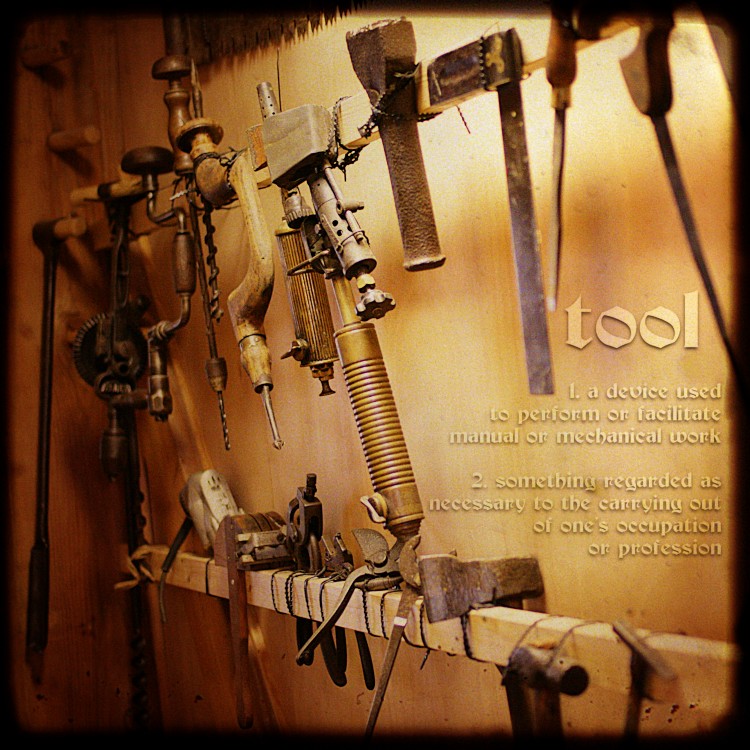 tool
1. a device used
to perform or facilitate
manual or mechanical work
2. something regarded as
necessary to the carrying out
of one's occupation
or profession